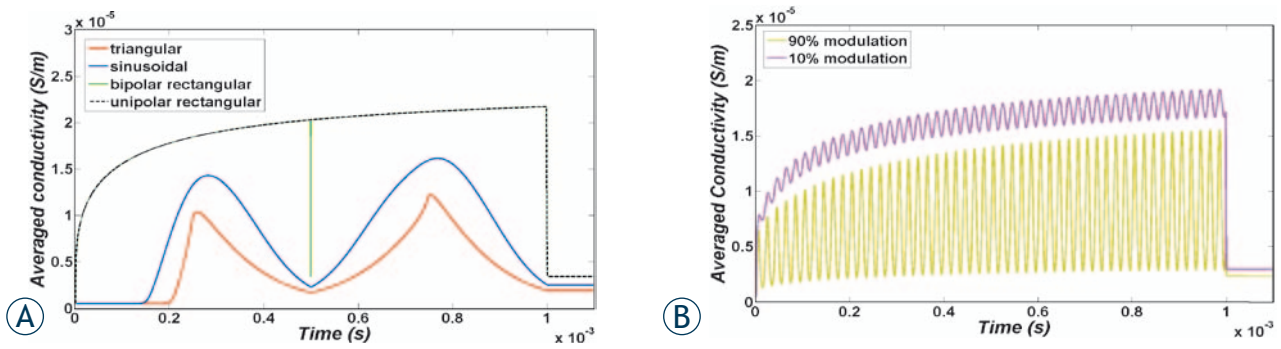 x 10⁻⁵
3
2.5
2
1.5
1
0.5
0
Averaged conductivity (S/m)
triangular
sinusoidal
bipolar rectangular
unipolar rectangular
0 0.2 0.4 0.6 0.8 1
Time (s)
x 10⁻³
A
x 10⁻⁵
2.5
2
1.5
1
0.5
0
Averaged Conductivity (S/m)
90% modulation
10% modulation
0 0.2 0.4 0.6 0.8 1
Time (s)
x 10⁻³
B